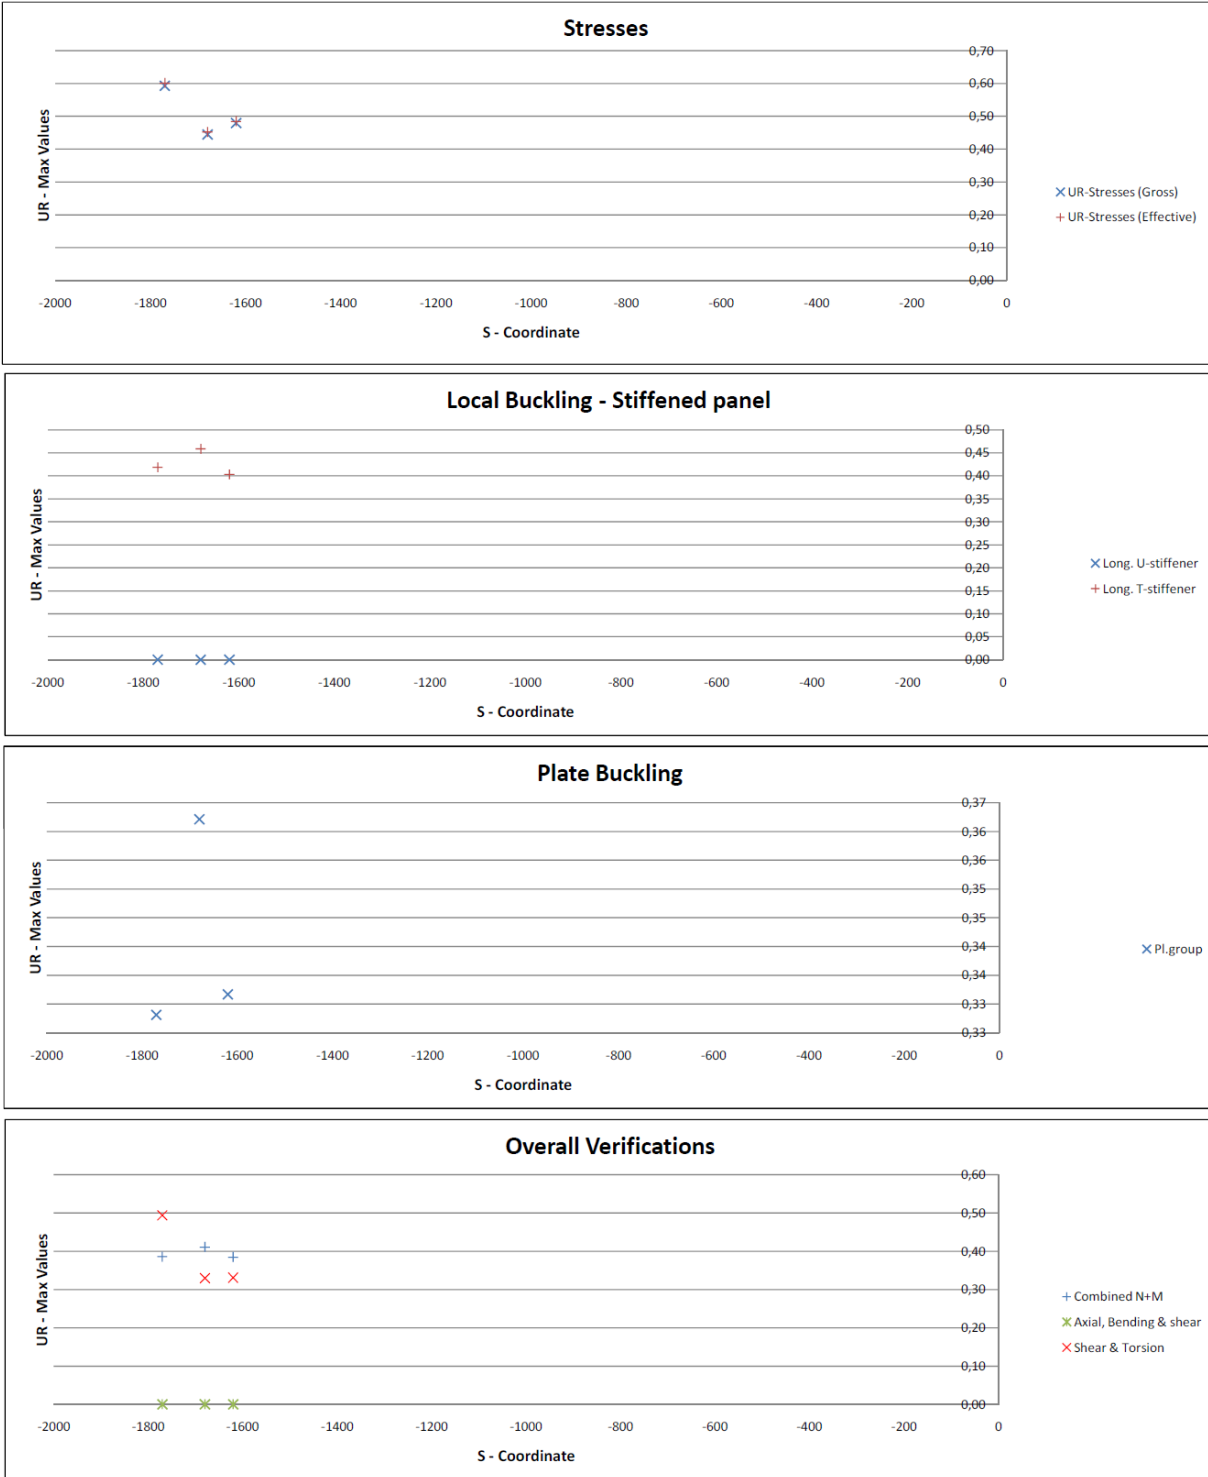 Stresses
0,70
0,60
0,50
0,40
0,30
0,20
0,10
0,00
UR - Max Values
-2000 -1800 -1600 -1400 -1200 -1000 -800 -600 -400 -200 0
S - Coordinate
UR-Stresses (Gross)
UR-Stresses (Effective)
Local Buckling - Stiffened panel
0,50
0,45
0,40
0,35
0,30
0,25
0,20
0,15
0,10
0,05
0,00
UR - Max Values
-2000 -1800 -1600 -1400 -1200 -1000 -800 -600 -400 -200 0
S - Coordinate
Long. U-stiffener
Long. T-stiffener
Plate Buckling
0,37
0,36
0,36
0,35
0,35
0,34
0,34
0,33
0,33
UR - Max Values
-2000 -1800 -1600 -1400 -1200 -1000 -800 -600 -400 -200 0
S - Coordinate
Pl.group
Overall Verifications
0,60
0,50
0,40
0,30
0,20
0,10
0,00
UR - Max Values
-2000 -1800 -1600 -1400 -1200 -1000 -800 -600 -400 -200 0
S - Coordinate
Combined N+M
Axial, Bending & shear
Shear & Torsion